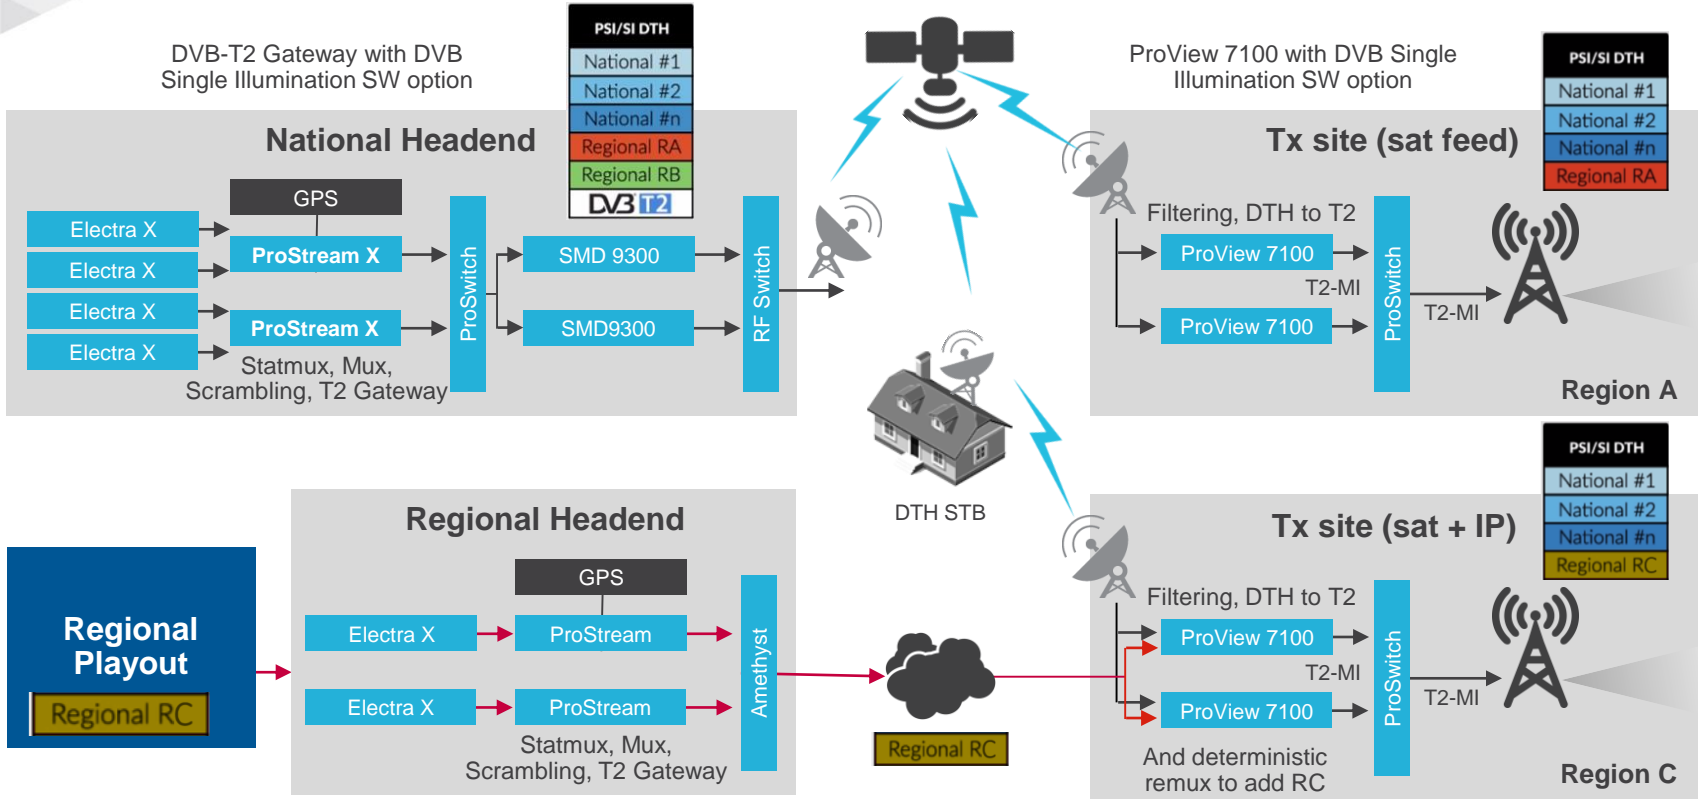 DVB-T2 Gateway with DVB
Single Illumination SW option
PSI/SI DTH
National #1
National #2
National #n
Regional RA
Regional RB
DVB T2
National Headend
GPS
Electra X
Electra X
Electra X
Electra X
ProStream X
ProStream X
Statmux, Mux,
Scrambling, T2 Gateway
ProSwitch
SMD 9300
SMD9300
RF Switch
ProView 7100 with DVB Single
Illumination SW option
PSI/SI DTH
National #1
National #2
National #n
Regional RA
Tx site (sat feed)
Filtering, DTH to T2
ProView 7100
T2-MI
ProView 7100
ProSwitch
T2-MI
Region A
DTH STB
Regional
Playout
Regional RC
Regional Headend
GPS
Electra X
ProStream
Electra X
ProStream
Statmux, Mux,
Scrambling, T2 Gateway
Amethyst
Regional RC
PSI/SI DTH
National #1
National #2
National #n
Regional RC
Tx site (sat + IP)
Filtering, DTH to T2
ProView 7100
T2-MI
ProView 7100
And deterministic
remux to add RC
ProSwitch
T2-MI
Region C